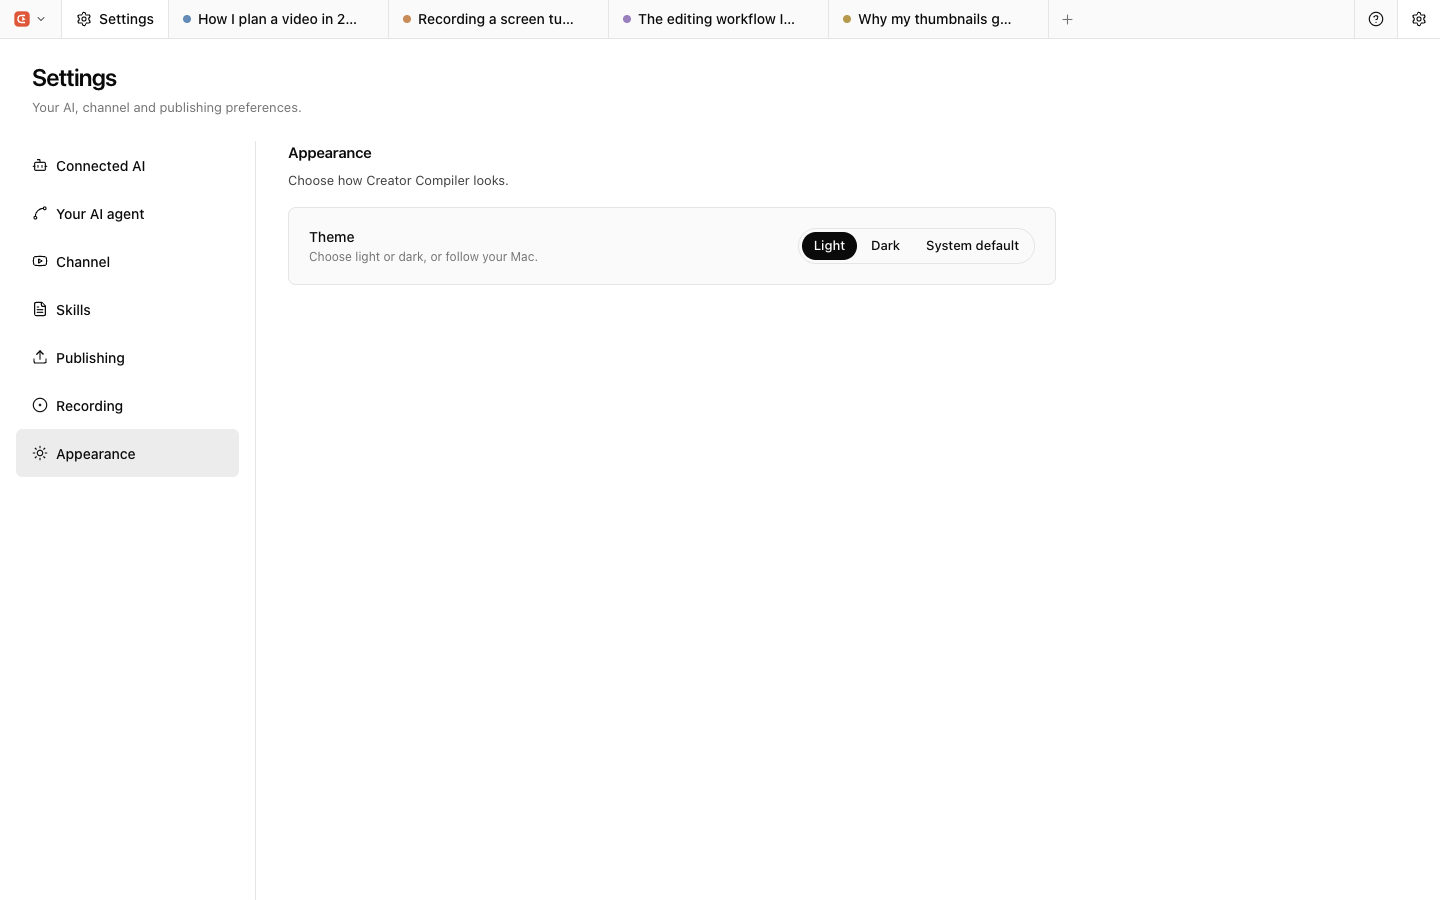 Settings
How I plan a video in 2...
Recording a screen tu...
The editing workflow I...
Why my thumbnails g...
Settings
Your AI, channel and publishing preferences.
Connected AI
Your AI agent
Channel
Skills
Publishing
Recording
Appearance
Appearance
Choose how Creator Compiler looks.
Theme
Choose light or dark, or follow your Mac.
Light
Dark
System default